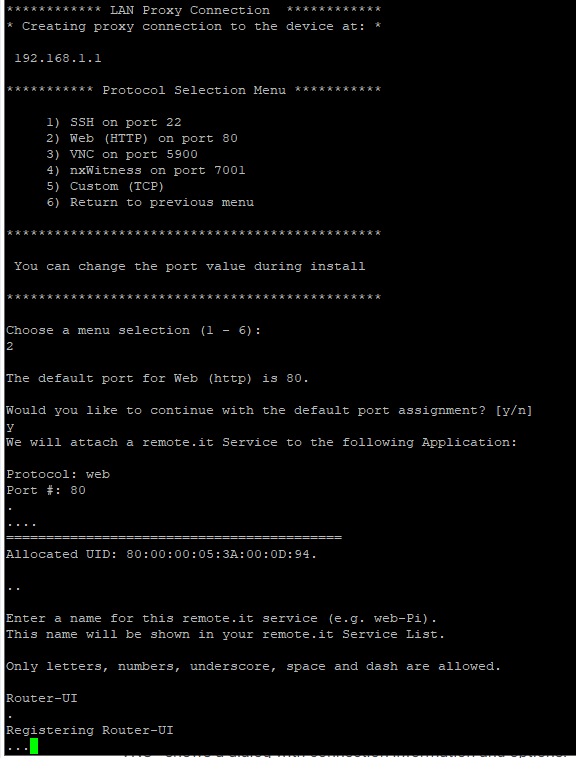 ************ LAN Proxy Connection  ************
* Creating proxy connection to the device at: *
192.168.1.1
*********** Protocol Selection Menu ***********
1) SSH on port 22
2) Web (HTTP) on port 80
3) VNC on port 5900
4) nxWitness on port 7001
5) Custom (TCP)
6) Return to previous menu
***********************************************
You can change the port value during install
***********************************************
Choose a menu selection (1 - 6):
2
The default port for Web (http) is 80.
Would you like to continue with the default port assignment? [y/n]
y
We will attach a remote.it Service to the following Application:
Protocol: web
Port #: 80
.
....
==========================================
Allocated UID: 80:00:00:05:3A:00:0D:94.
..
Enter a name for this remote.it service (e.g. web-Pi).
This name will be shown in your remote.it Service List.
Only letters, numbers, underscore, space and dash are allowed.
Router-UI
.
Registering Router-UI
...